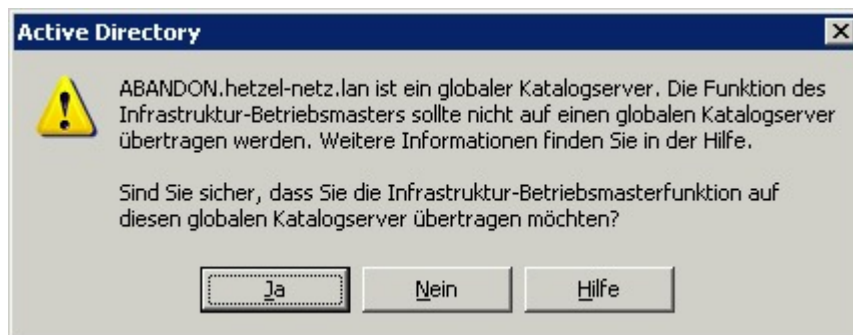 Active Directory
ABANDON.hetzel-netz.lan ist ein globaler Katalogserver. Die Funktion des
Infrastruktur-Betriebsmasters sollte nicht auf einen globalen Katalogserver
übertragen werden. Weitere Informationen finden Sie in der Hilfe.
Sind Sie sicher, dass Sie die Infrastruktur-Betriebsmasterfunktion auf
diesen globalen Katalogserver übertragen möchten?
Ja Nein Hilfe